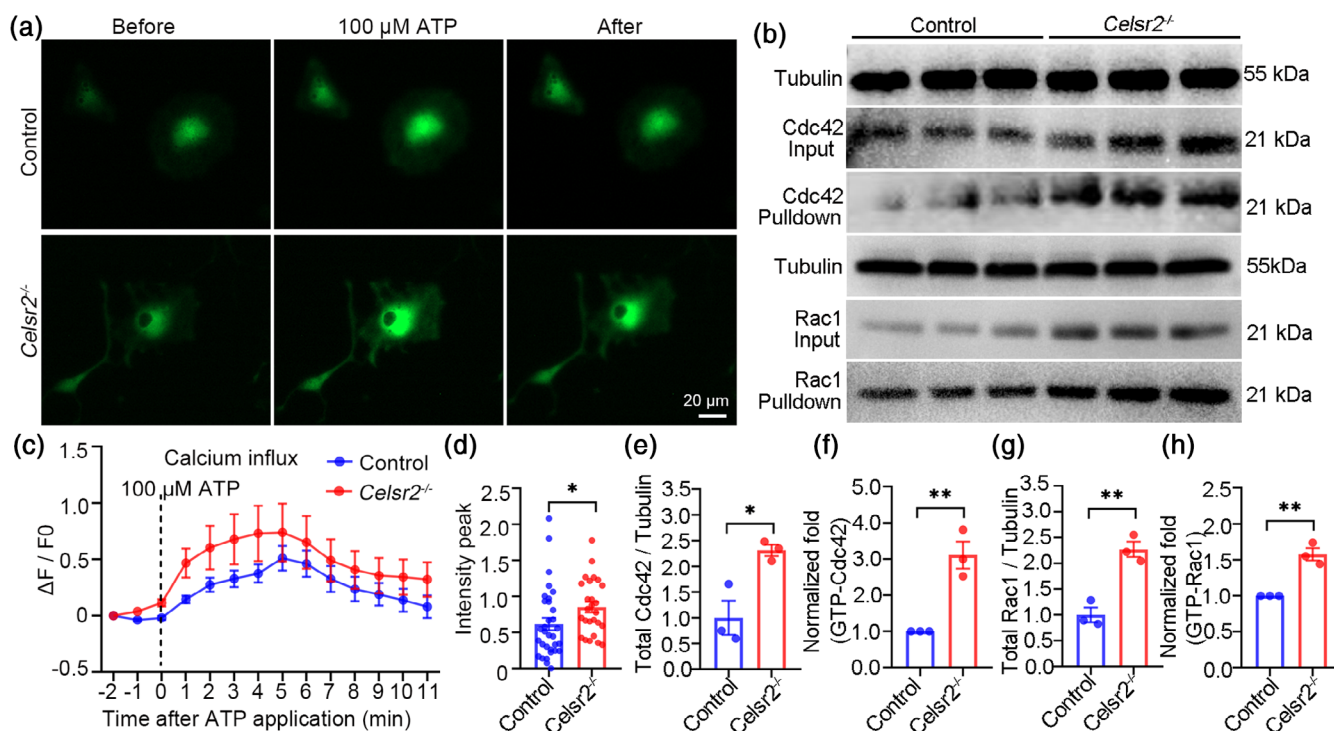 (a)
Before
100 µM ATP
After
Control
Celsr2-/-
20 µm
(b)
Control
Celsr2-/-
Tubulin
55 kDa
Cdc42
Input
21 kDa
Cdc42
Pulldown
21 kDa
Tubulin
55kDa
Rac1
Input
21 kDa
Rac1
Pulldown
21 kDa
(c)
Calcium influx
100 µM ATP
Control
Celsr2-/-
ΔF / F0
1.0
0.5
0
-0.5
-2 -1 0 1 2 3 4 5 6 7 8 9 10 11
Time after ATP application (min)
(d)
*
Intensity peak
2.5
2.0
1.5
1.0
0.5
0
Control
Celsr2-/-
(e)
*
Total Cdc42 / Tubulin
3.0
2.5
2.0
1.5
1.0
0.5
0.0
Control
Celsr2-/-
(f)
**
Normalized fold
(GTP-Cdc42)
5.0
4.0
3.0
2.0
1.0
0.0
Control
Celsr2-/-
(g)
**
Total Rac1 / Tubulin
3.0
2.5
2.0
1.5
1.0
0.5
0.0
Control
Celsr2-/-
(h)
**
Normalized fold
(GTP-Rac1)
2.5
2.0
1.5
1.0
0.5
0.0
Control
Celsr2-/-